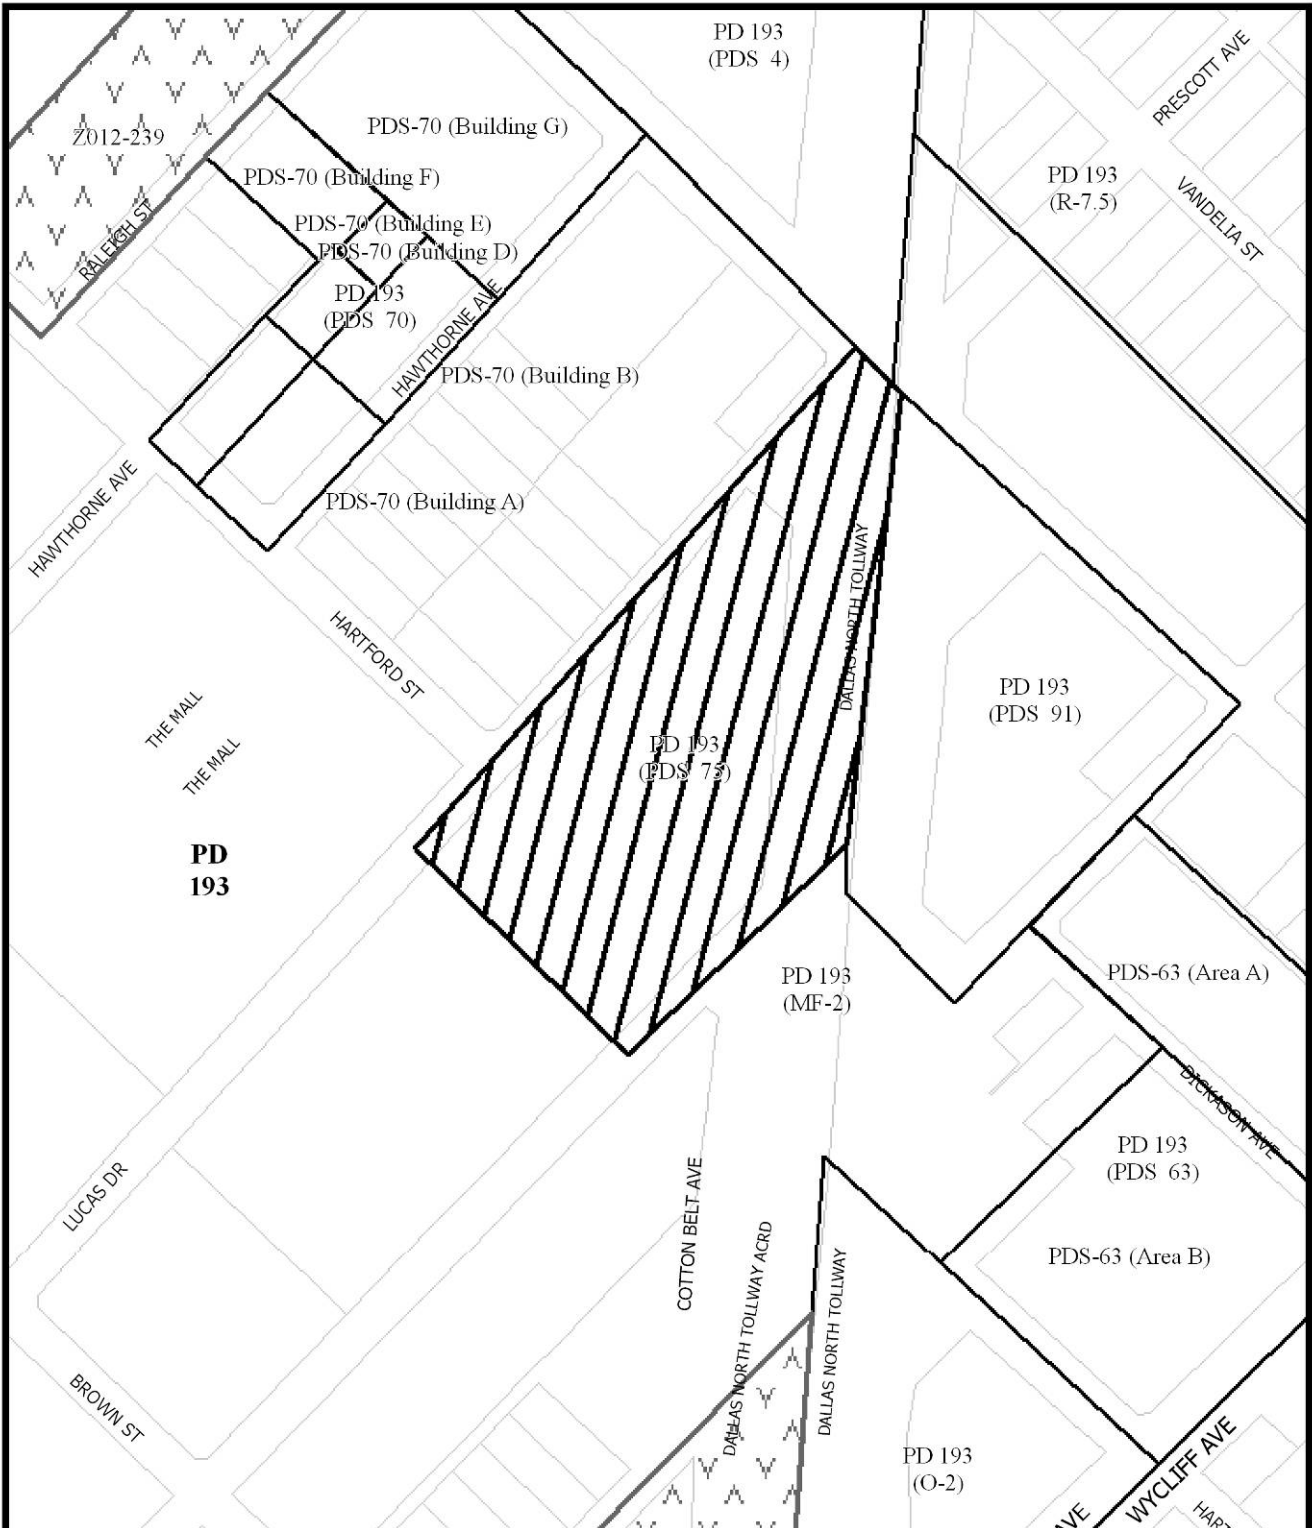 PD 193
(PDS 4)
PRESCOTT AVE
PDS-70 (Building G)
Z012-239
PDS-70 (Building F)
PD 193
(R-7.5)
VANDELIA ST
RALEIGH ST
PDS-70 (Building E)
PDS-70 (Building D)
PD 193
(PDS 70)
HAWTHORNE AVE
PDS-70 (Building B)
PDS-70 (Building A)
HAWTHORNE AVE
HARTFORD ST
DALLAS NORTH TOLLWAY
THE MALL
THE MALL
PD 193
(PDS 91)
PD 193
(PDS 75)
PD
193
PDS-63 (Area A)
PD 193
(MF-2)
DICKASON AVE
PD 193
(PDS 63)
LUCAS DR
COTTON BELT AVE
DALLAS NORTH TOLLWAY ACRD
DALLAS NORTH TOLLWAY
PDS-63 (Area B)
BROWN ST
PD 193
(O-2)
WYCLIFF AVE
AVE